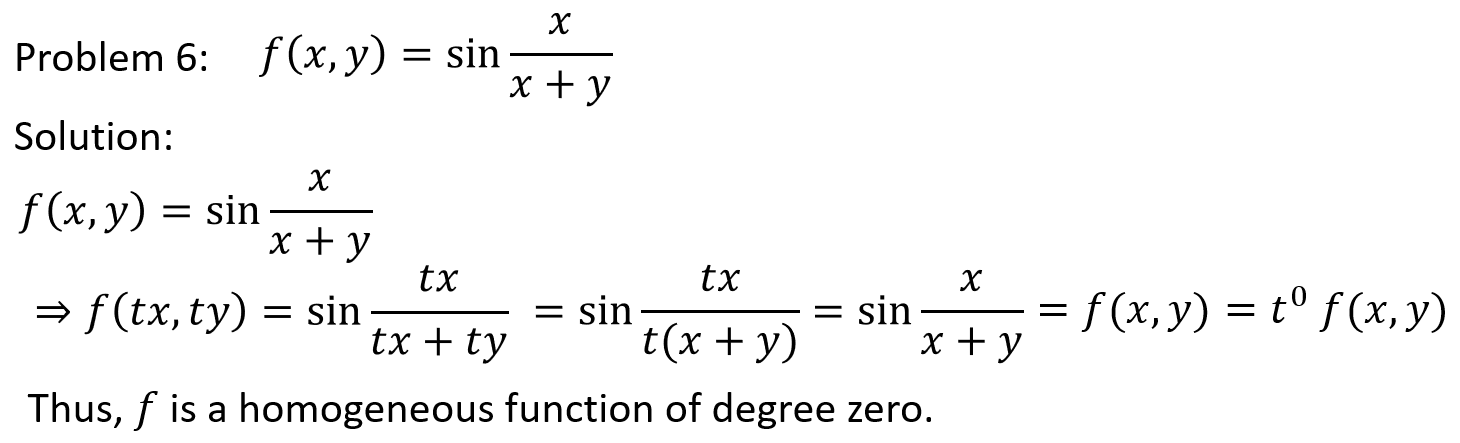 Problem 6: f(x, y) = sin x/(x + y)
Solution:
f(x, y) = sin x/(x + y)
⇒ f(tx, ty) = sin tx/(tx + ty) = sin tx/(t(x + y)) = sin x/(x + y) = f(x, y) = t⁰ f(x, y)
Thus, f is a homogeneous function of degree zero.